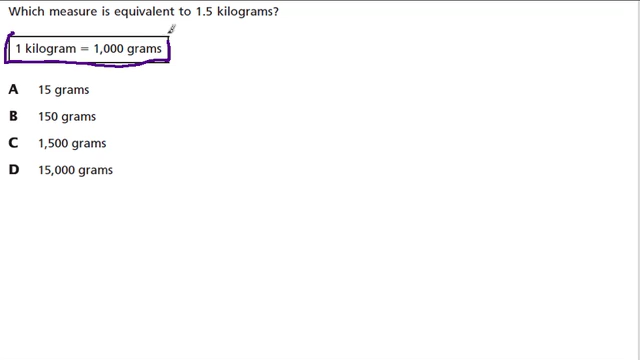 Which measure is equivalent to 1.5 kilograms?
1 kilogram = 1,000 grams
A 15 grams
B 150 grams
C 1,500 grams
D 15,000 grams